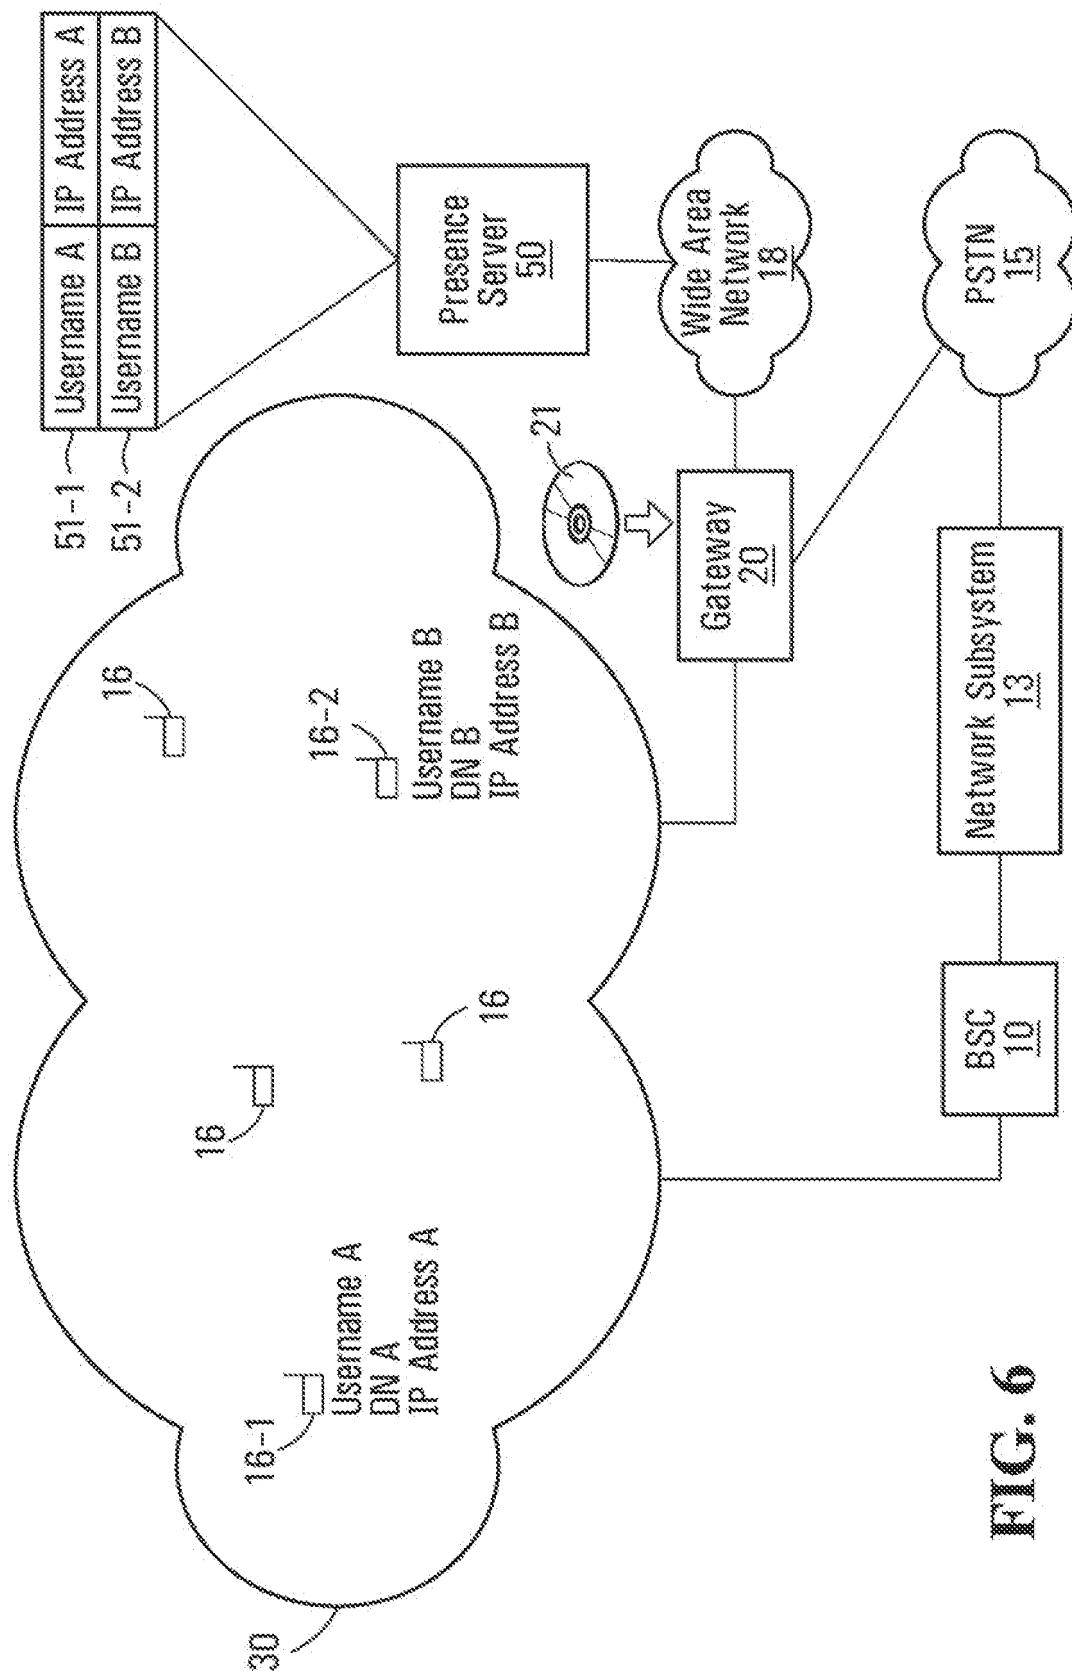 51-1
Username A
IP Address A
51-2
Username B
IP Address B
Presence
Server
50
Wide Area
Network
18
21
Gateway
20
PSTN
15
Network Subsystem
13
BSC
10
16
16-2
Username B
DN B
IP Address B
16
16
16-1
Username A
DN A
IP Address A
30
FIG. 6